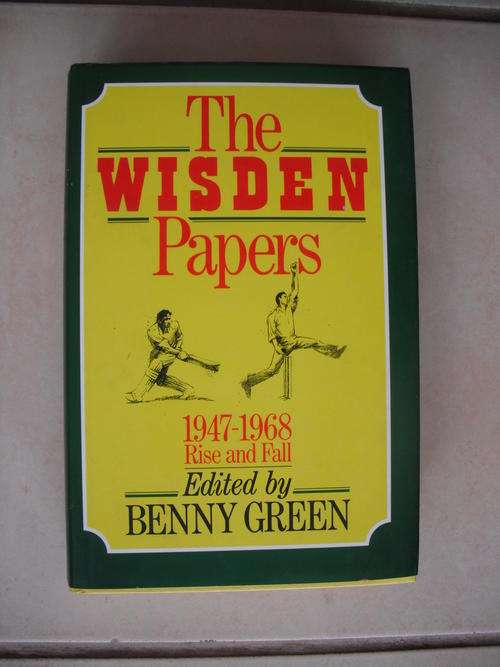 The
WISDEN
Papers
1947-1968
Rise and Fall
Edited by
BENNY GREEN